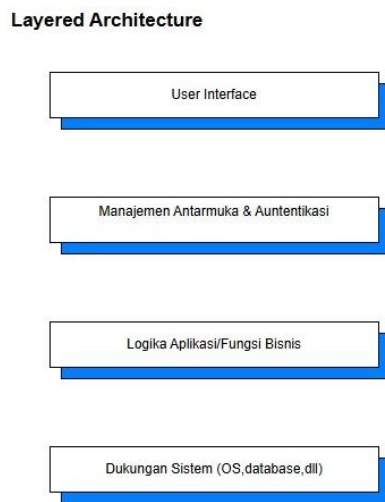 Layered Architecture
User Interface
Manajemen Antarmuka & Auntentikasi
Logika Aplikasi/Fungsi Bisnis
Dukungan Sistem (OS,database,dll)